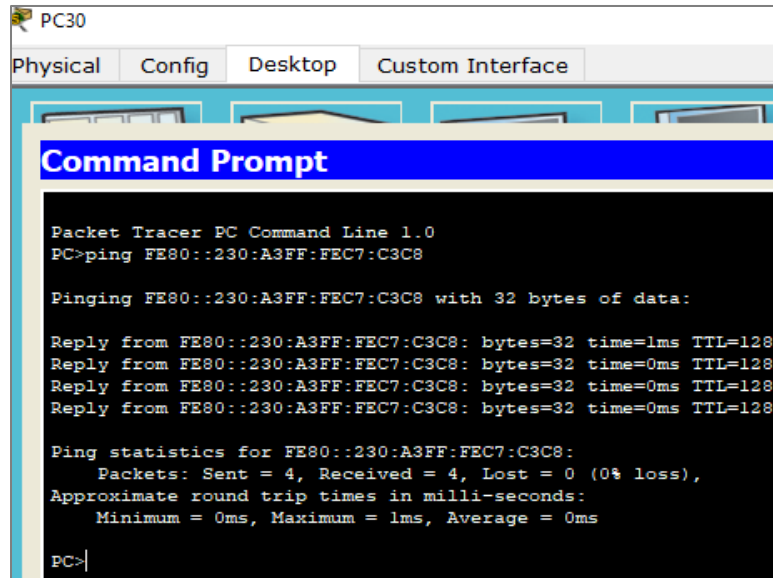 PC30
Physical Config Desktop Custom Interface
Command Prompt
Packet Tracer PC Command Line 1.0
PC>ping FE80::230:A3FF:FEC7:C3C8
Pinging FE80::230:A3FF:FEC7:C3C8 with 32 bytes of data:
Reply from FE80::230:A3FF:FEC7:C3C8: bytes=32 time=1ms TTL=128
Reply from FE80::230:A3FF:FEC7:C3C8: bytes=32 time=0ms TTL=128
Reply from FE80::230:A3FF:FEC7:C3C8: bytes=32 time=0ms TTL=128
Reply from FE80::230:A3FF:FEC7:C3C8: bytes=32 time=0ms TTL=128
Ping statistics for FE80::230:A3FF:FEC7:C3C8:
Packets: Sent = 4, Received = 4, Lost = 0 (0% loss),
Approximate round trip times in milli-seconds:
Minimum = 0ms, Maximum = 1ms, Average = 0ms
PC>